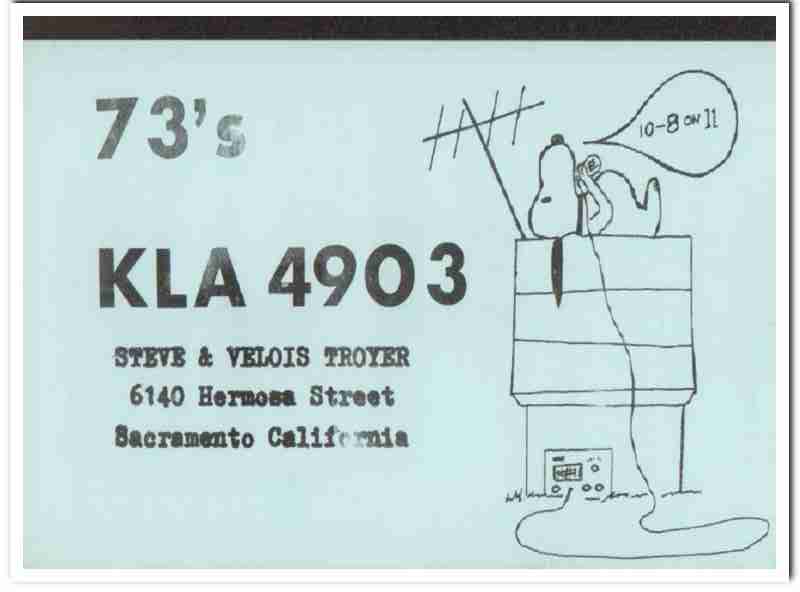 73's
10-8 ON 11
KLA 4903
STEVE & VELOIS TROYER
6140 Hermosa Street
Sacramento California